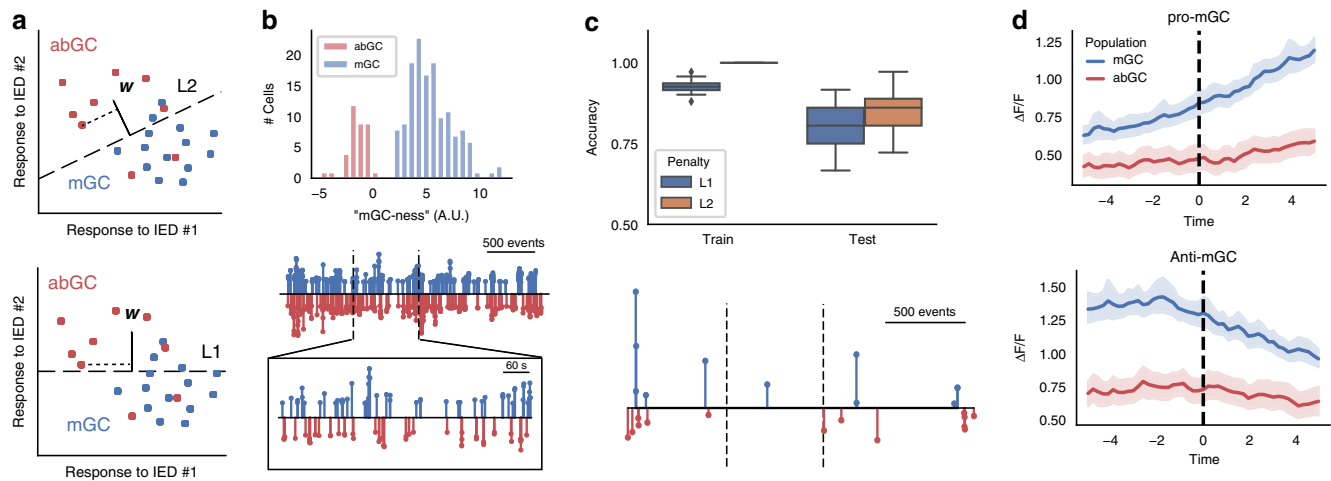 a
abGC
w
L2
mGC
Response to IED #2
Response to IED #1
abGC
w
L1
mGC
Response to IED #2
Response to IED #1
b
abGC
mGC
# Cells
20
15
10
5
0
−5
0
5
10
"mGC-ness" (A.U.)
500 events
60 s
c
Accuracy
1.00
0.75
0.50
Penalty
L1
L2
Train
Test
500 events
d
pro-mGC
Population
mGC
abGC
ΔF/F
1.25
1.00
0.75
0.50
−4
−2
0
2
4
Time
Anti-mGC
ΔF/F
1.50
1.25
1.00
0.75
0.50
−4
−2
0
2
4
Time